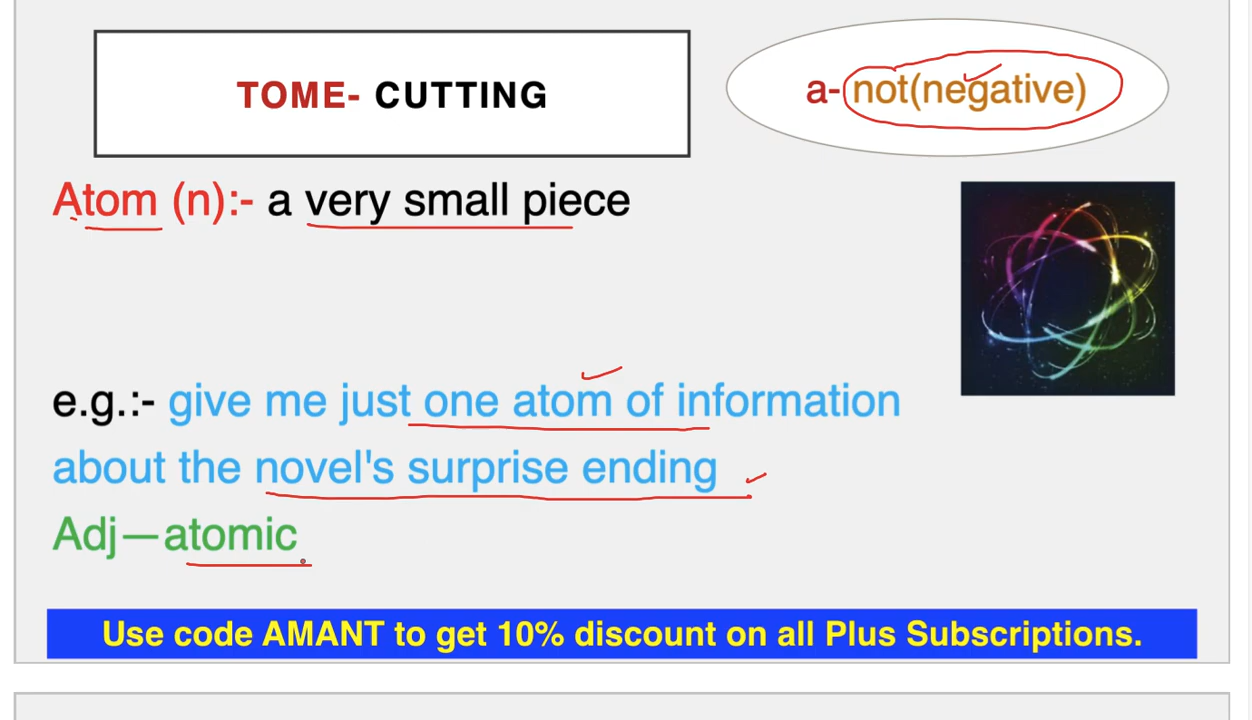 TOME- CUTTING
a- not(negative)
Atom (n):- a very small piece
e.g.:- give me just one atom of information
about the novel's surprise ending
Adj—atomic
Use code AMANT to get 10% discount on all Plus Subscriptions.